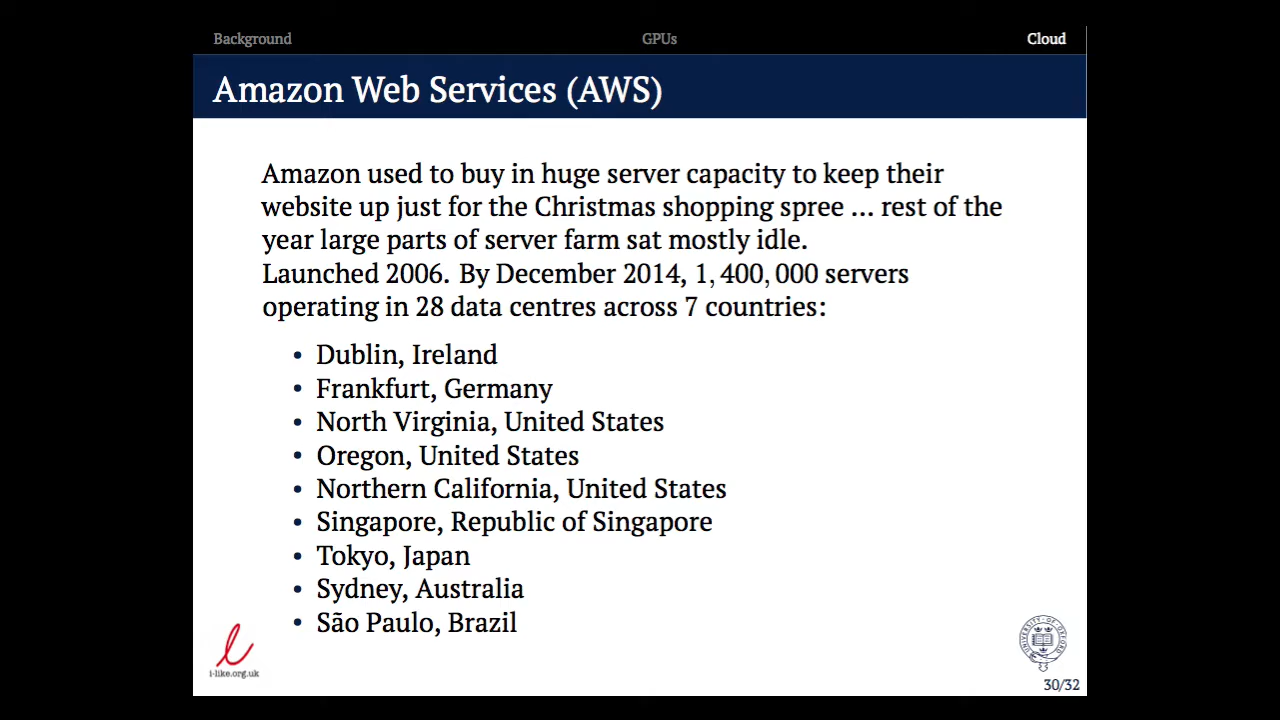 Background GPUs Cloud
Amazon Web Services (AWS)
Amazon used to buy in huge server capacity to keep their
website up just for the Christmas shopping spree ... rest of the
year large parts of server farm sat mostly idle.
Launched 2006. By December 2014, 1,400,000 servers
operating in 28 data centres across 7 countries:
• Dublin, Ireland
• Frankfurt, Germany
• North Virginia, United States
• Oregon, United States
• Northern California, United States
• Singapore, Republic of Singapore
• Tokyo, Japan
• Sydney, Australia
• São Paulo, Brazil
i-like.org.uk
UNIVERSITY OF OXFORD
30/32